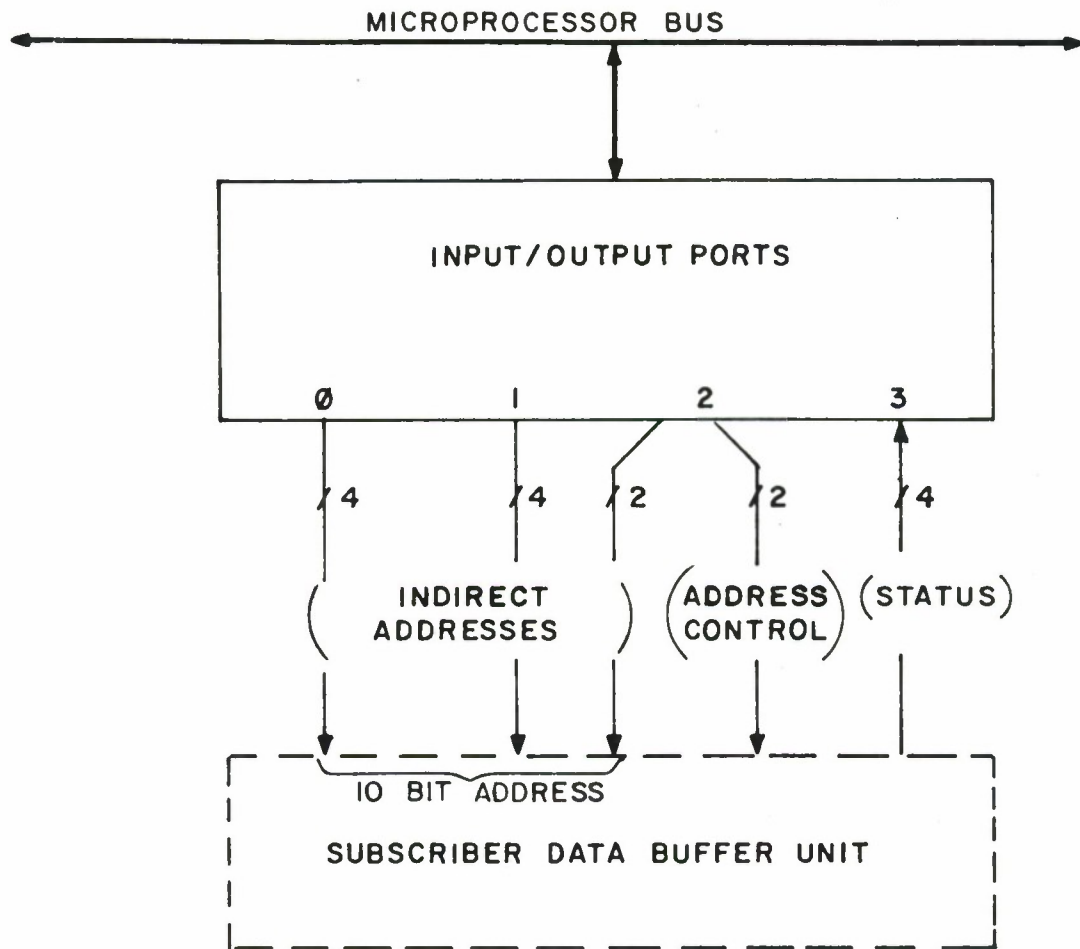 MICROPROCESSOR BUS
INPUT/OUTPUT PORTS
Ø 1 2 3
4 4 2 2 4
( INDIRECT ADDRESSES )
(ADDRESS CONTROL)
(STATUS)
10 BIT ADDRESS
SUBSCRIBER DATA BUFFER UNIT